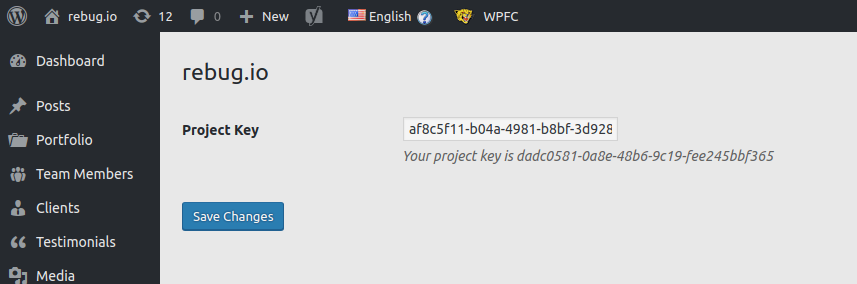 rebug.io 12 0 + New English ? WPFC
Dashboard
Posts
Portfolio
Team Members
Clients
Testimonials
Media
rebug.io
Project Key af8c5f11-b04a-4981-b8bf-3d928
Your project key is dadc0581-0a8e-48b6-9c19-fee245bbf365
Save Changes